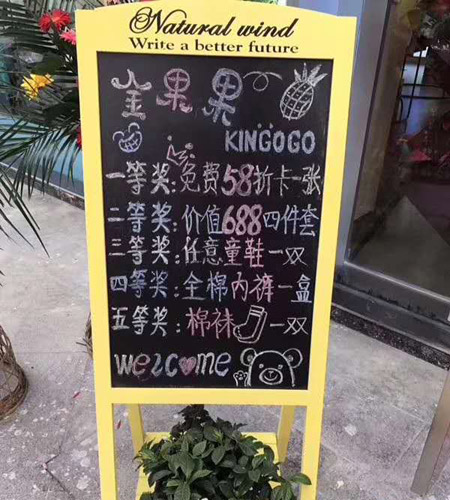 Natural wind
Write a better future
金果果
KINGOGO
一等奖:免费58折卡一张
二等奖:价值688四件套
三等奖:任意童鞋一双
四等奖:全棉内裤一盒
五等奖:棉袜一双
welcome